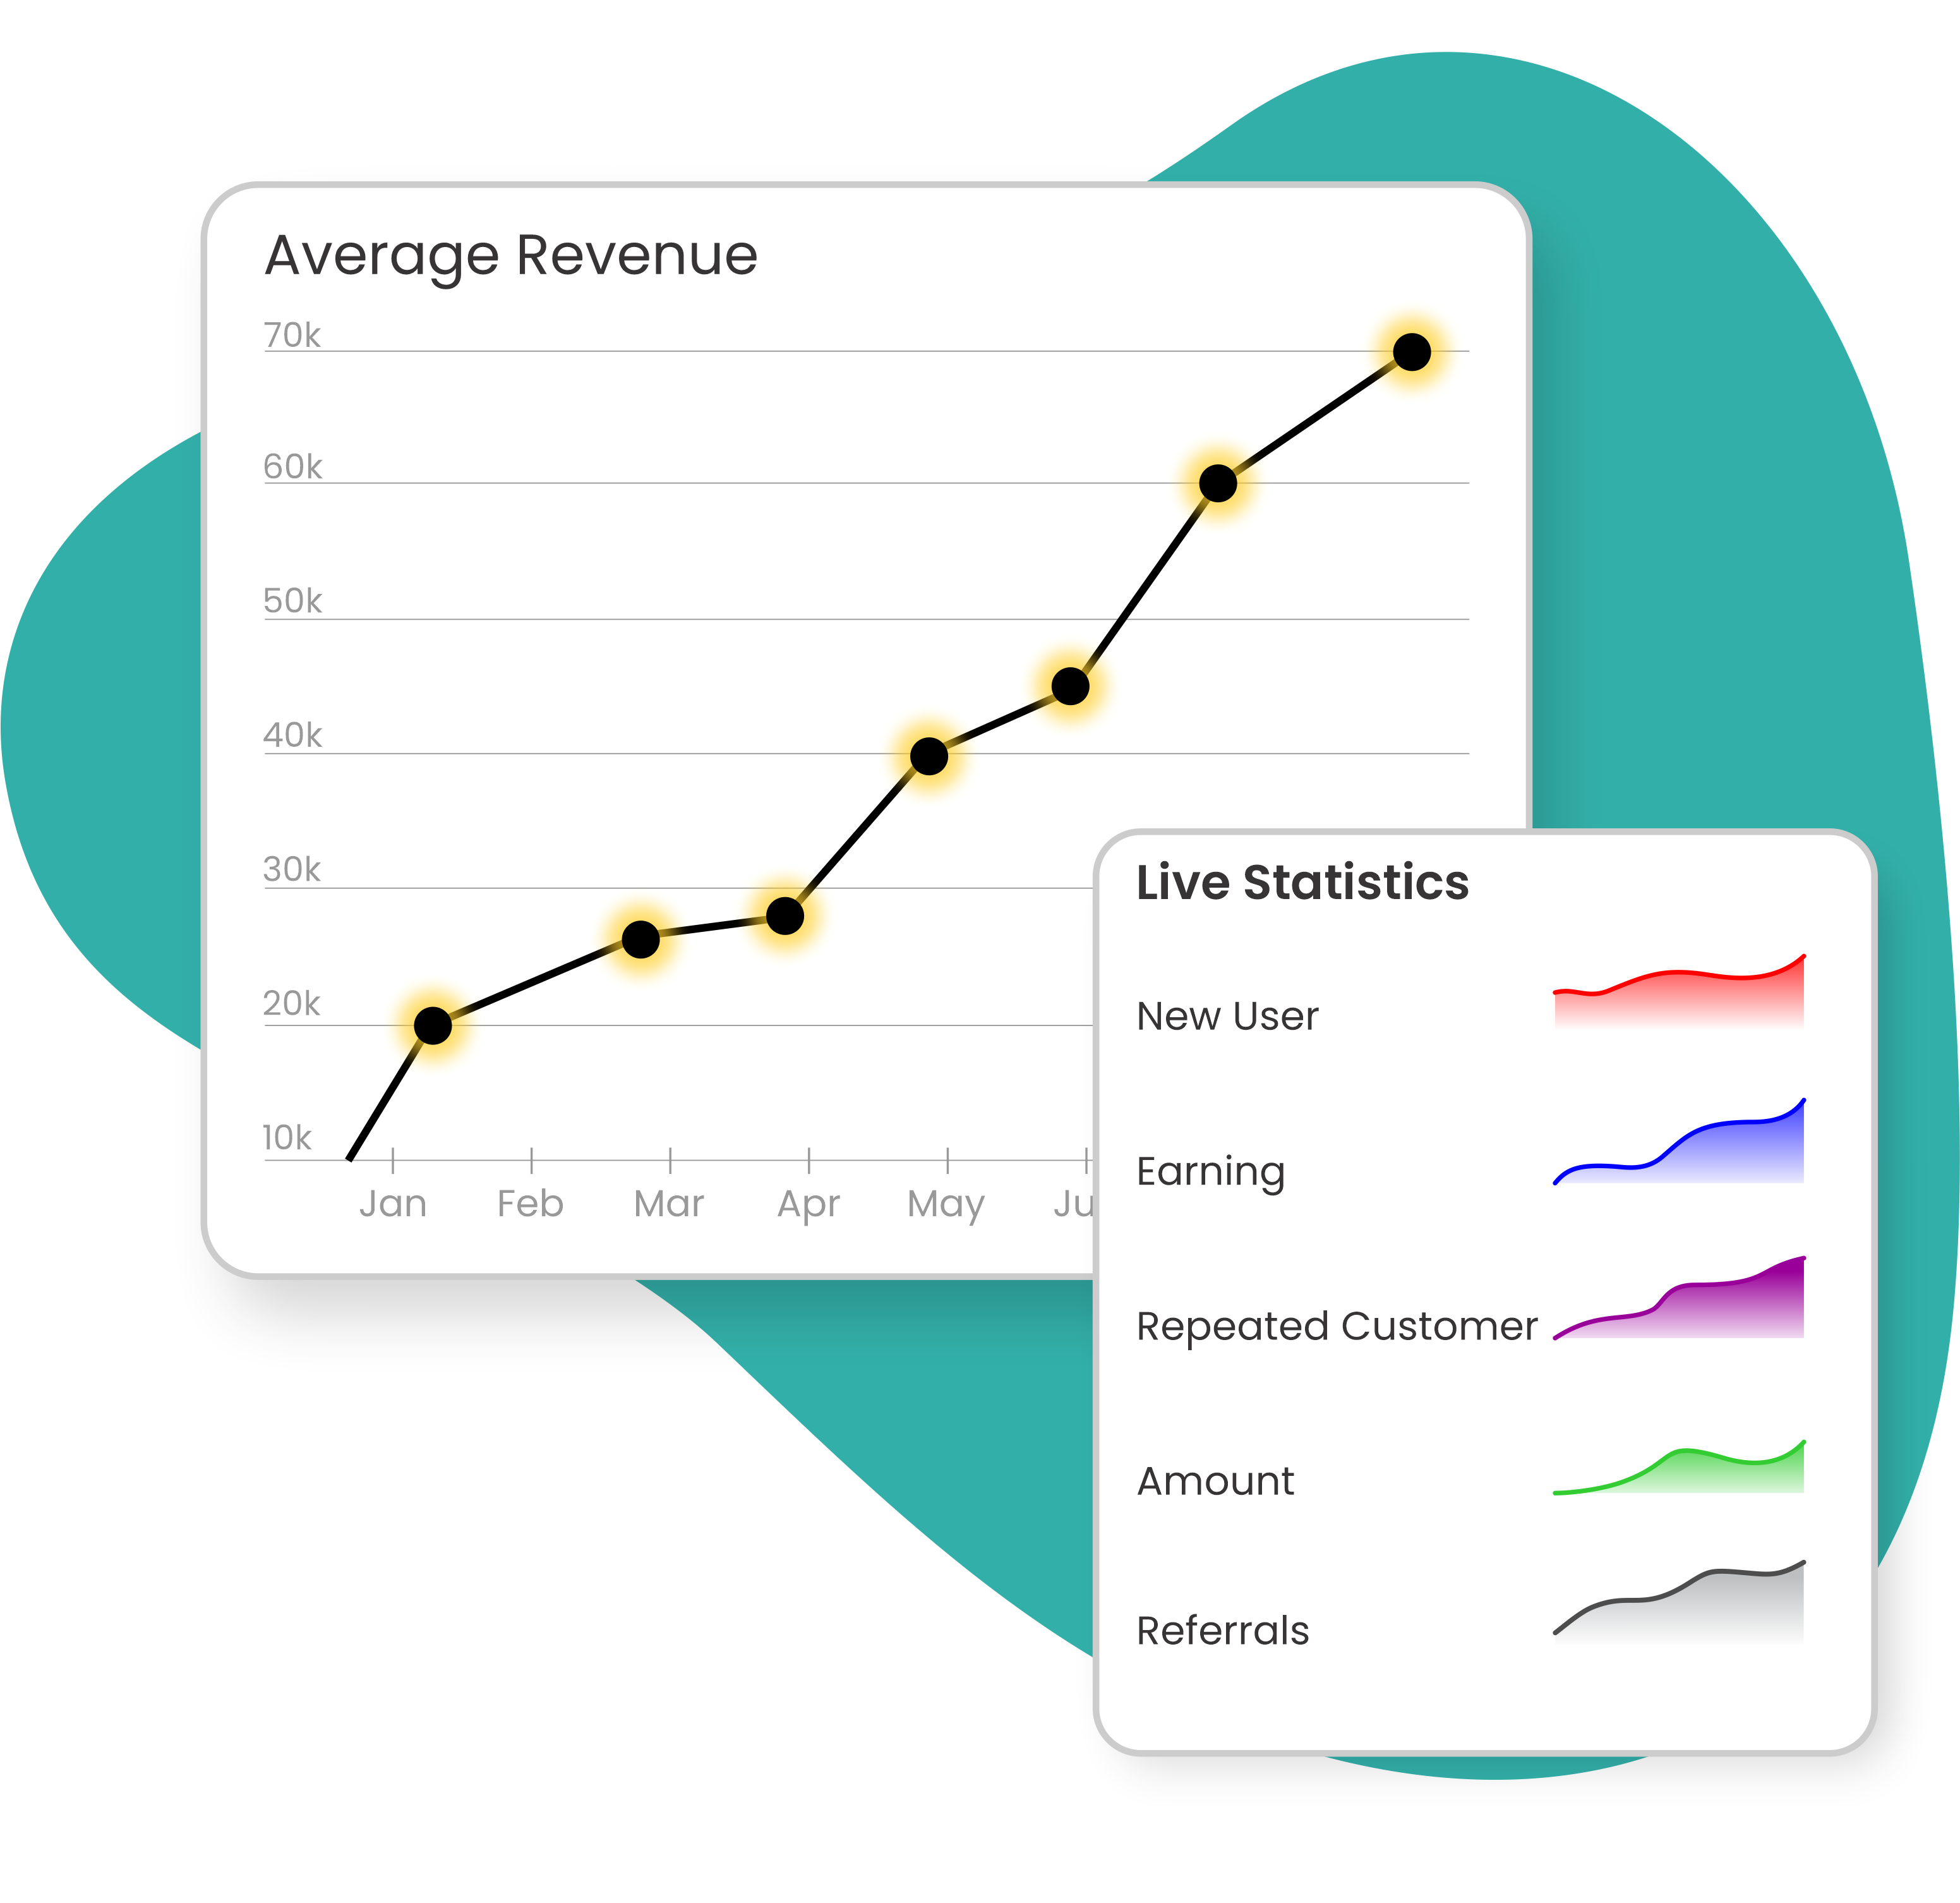 Average Revenue
70k
60k
50k
40k
30k
20k
10k
Jan Feb Mar Apr May Ju
Live Statistics
New User
Earning
Repeated Customer
Amount
Referrals